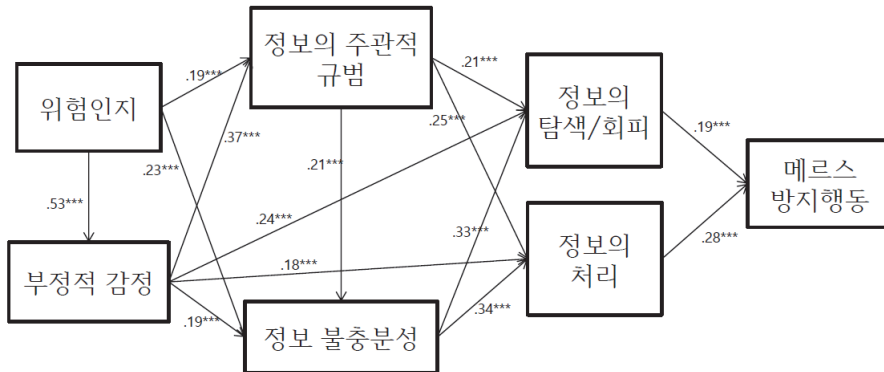 정보의 주관적
규범
.21***
정보의
탐색/회피
.19***
위험인지
.19***
.37***
.25***
.23***
.21***
.19***
메르스
방지행동
.53***
.24***
.33***
정보의
처리
.28***
부정적 감정
.18***
.34***
정보 불충분성